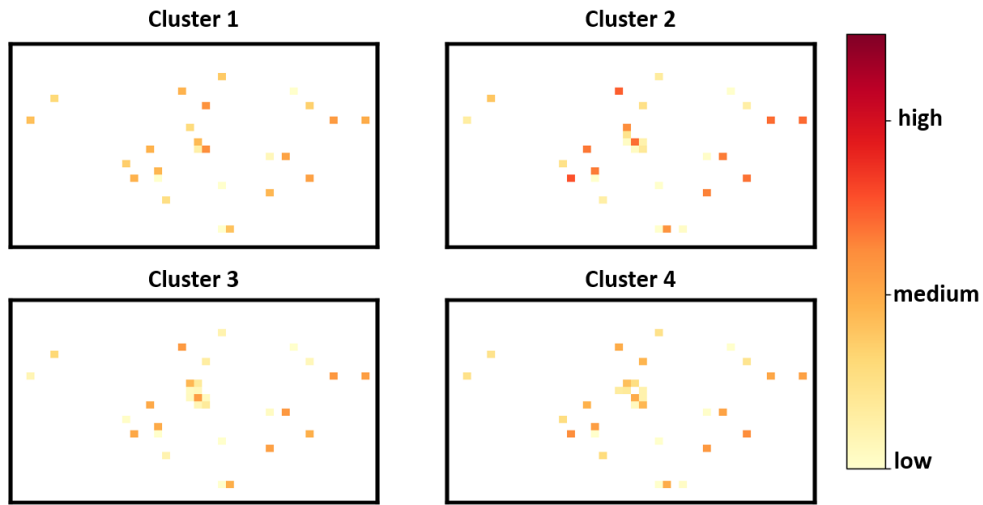 Cluster 1
Cluster 2
high
medium
low
Cluster 3
Cluster 4